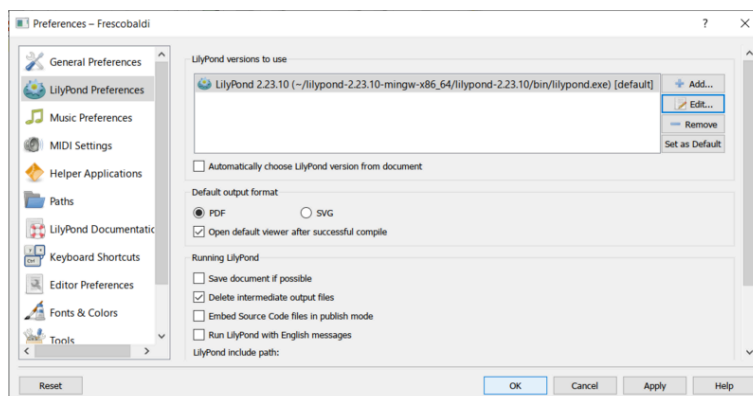 Preferences – Frescobaldi
?
General Preferences
LilyPond Preferences
Music Preferences
MIDI Settings
Helper Applications
Paths
LilyPond Documentatic
Keyboard Shortcuts
Editor Preferences
Fonts & Colors
Tools
LilyPond versions to use
LilyPond 2.23.10 (~/lilypond-2.23.10-mingw-x86_64/lilypond-2.23.10/bin/lilypond.exe) [default]
Add...
Edit...
Remove
Set as Default
Automatically choose LilyPond version from document
Default output format
PDF SVG
Open default viewer after successful compile
Running LilyPond
Save document if possible
Delete intermediate output files
Embed Source Code files in publish mode
Run LilyPond with English messages
LilyPond include path:
Reset OK Cancel Apply Help